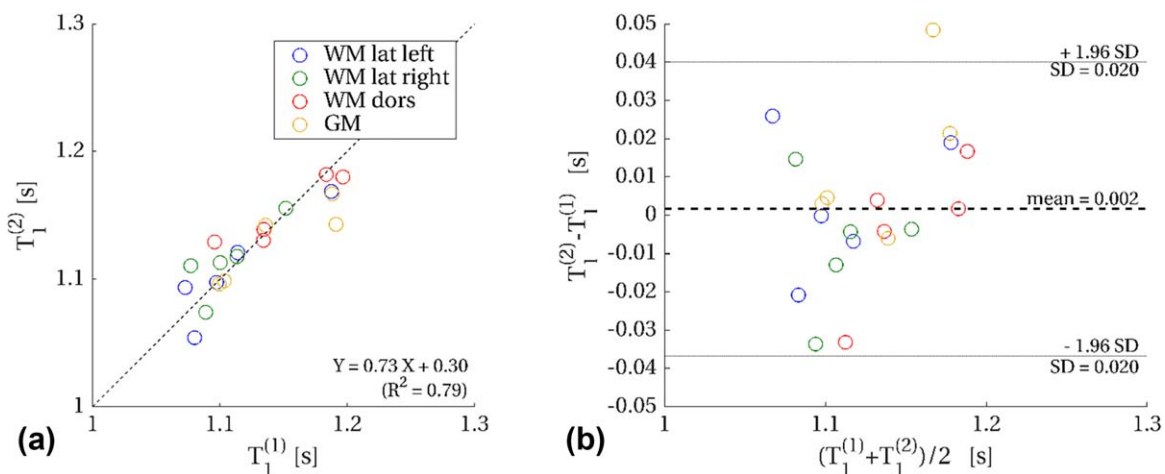 1.3
1.2
1.1
1
T₁⁽²⁾ [s]
WM lat left
WM lat right
WM dors
GM
Y = 0.73 X + 0.30
(R² = 0.79)
1 1.1 1.2 1.3
T₁⁽¹⁾ [s]
(a)
0.05
0.04
0.03
0.02
0.01
0
-0.01
-0.02
-0.03
-0.04
-0.05
T₁⁽²⁾-T₁⁽¹⁾ [s]
+ 1.96 SD
SD = 0.020
mean = 0.002
- 1.96 SD
SD = 0.020
1 1.1 1.2 1.3
(T₁⁽¹⁾+T₁⁽²⁾)/2 [s]
(b)